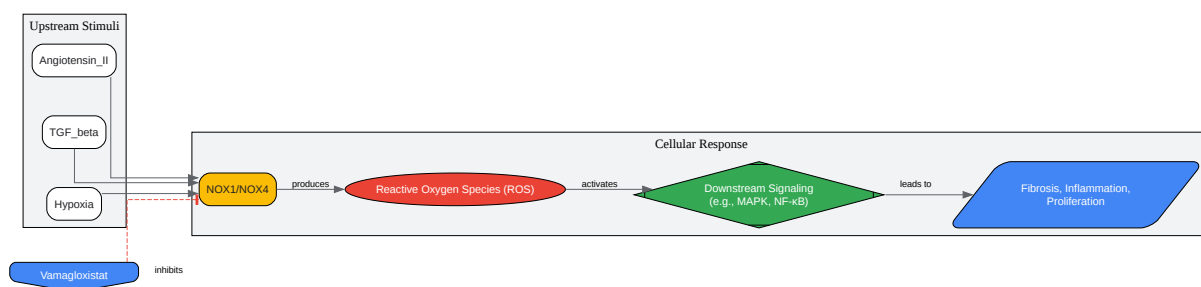 Upstream Stimuli
Angiotensin_II
TGF_beta
Hypoxia
Cellular Response
NOX1/NOX4
produces
Reactive Oxygen Species (ROS)
activates
Downstream Signaling
(e.g., MAPK, NF-κB)
leads to
Fibrosis, Inflammation,
Proliferation
Vamagloxistat
inhibits